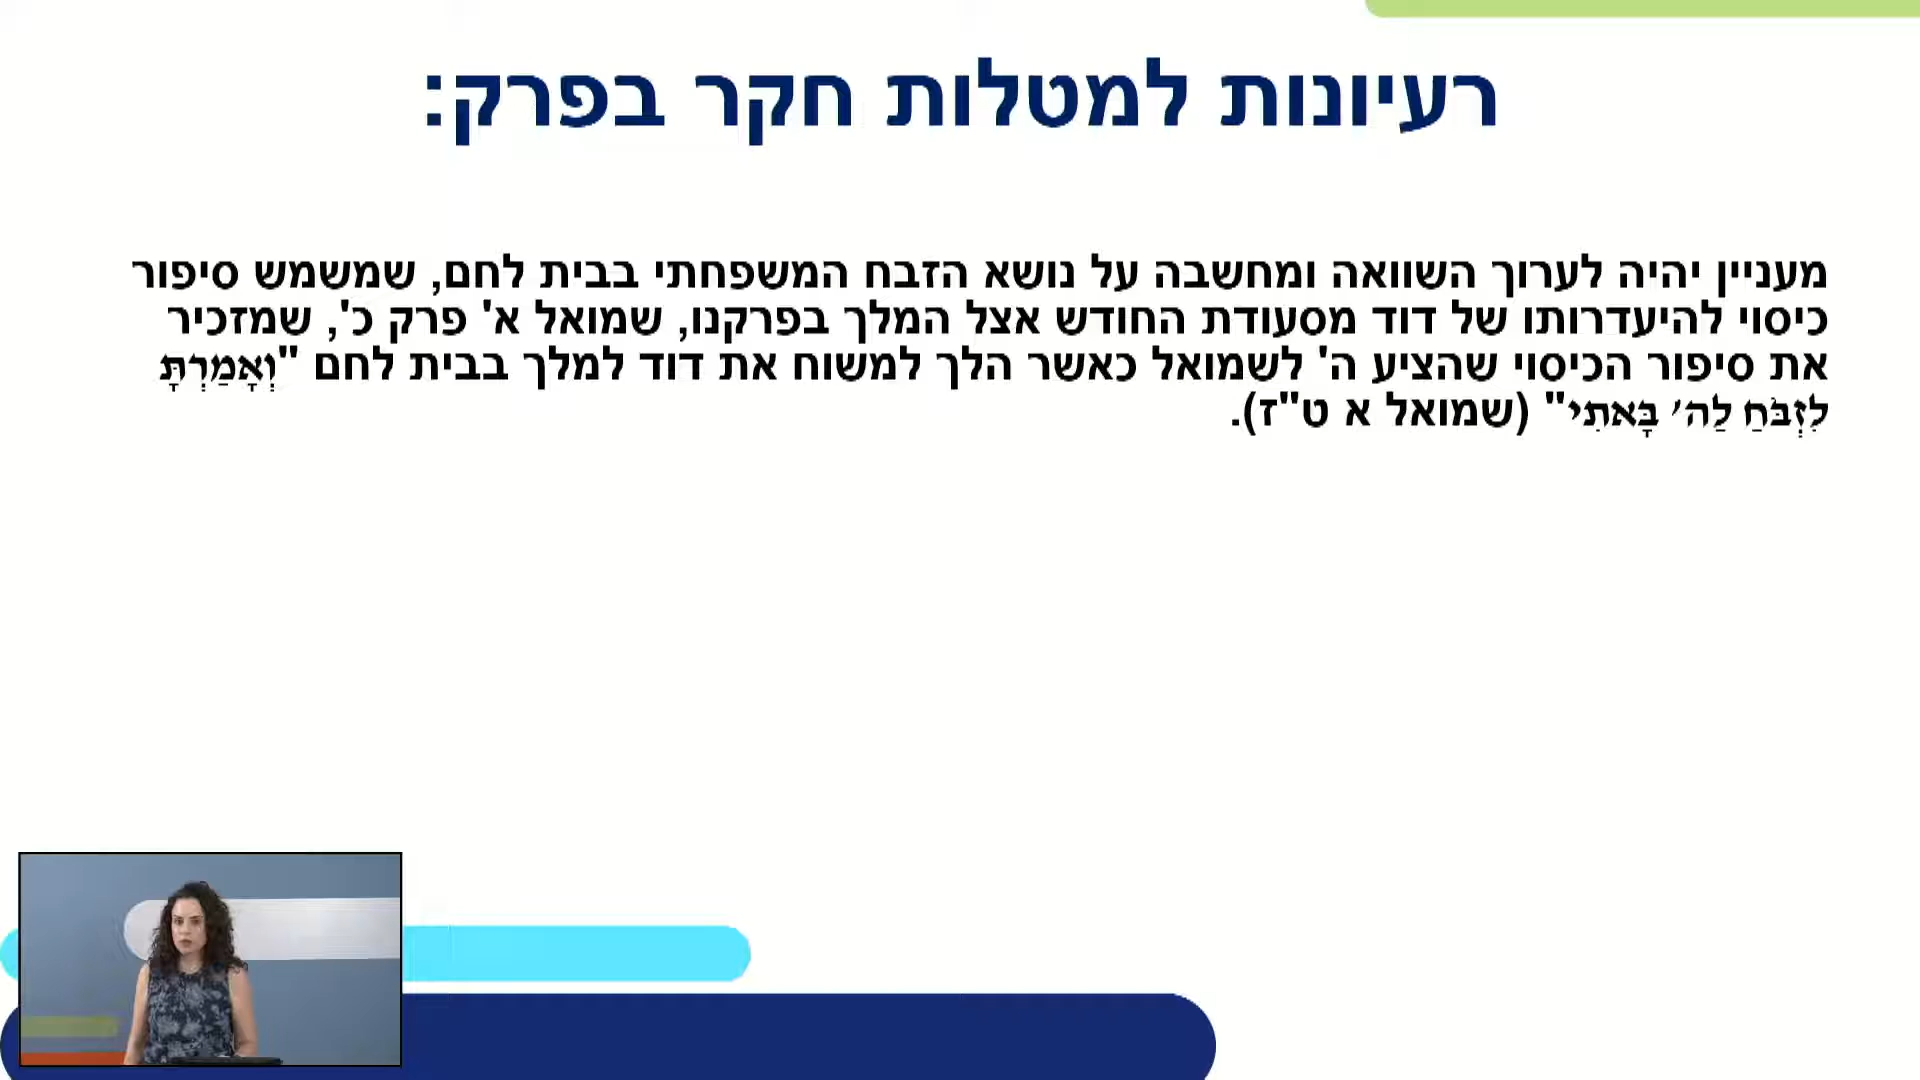 רעיונות למטלות חקר בפרק:
מעניין יהיה לערוך השוואה ומחשבה על נושא הזבח המשפחתי בבית לחם, שמשמש סיפור
כיסוי להיעדרותו של דוד מסעודת החודש אצל המלך בפרקנו, שמואל א' פרק כ', שמזכיר
את סיפור הכיסוי שהציע ה' לשמואל כאשר הלך למשוח את דוד למלך בבית לחם "וְאָמַרְתָּ
לִזְבֹּחַ לַה' בָּאתִי" (שמואל א ט"ז).